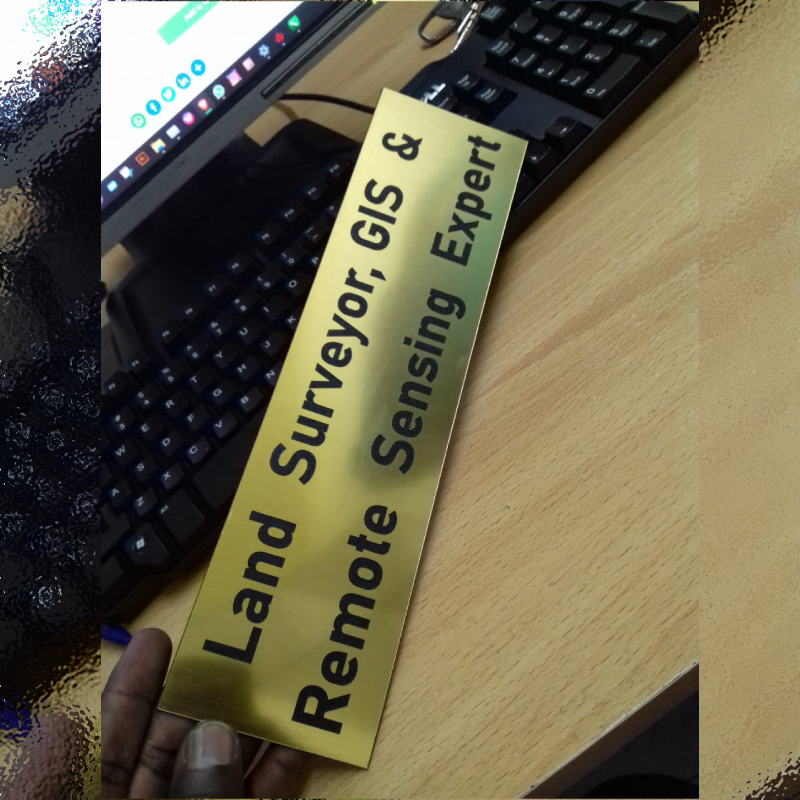 Land Surveyor, GIS &
Remote Sensing Expert